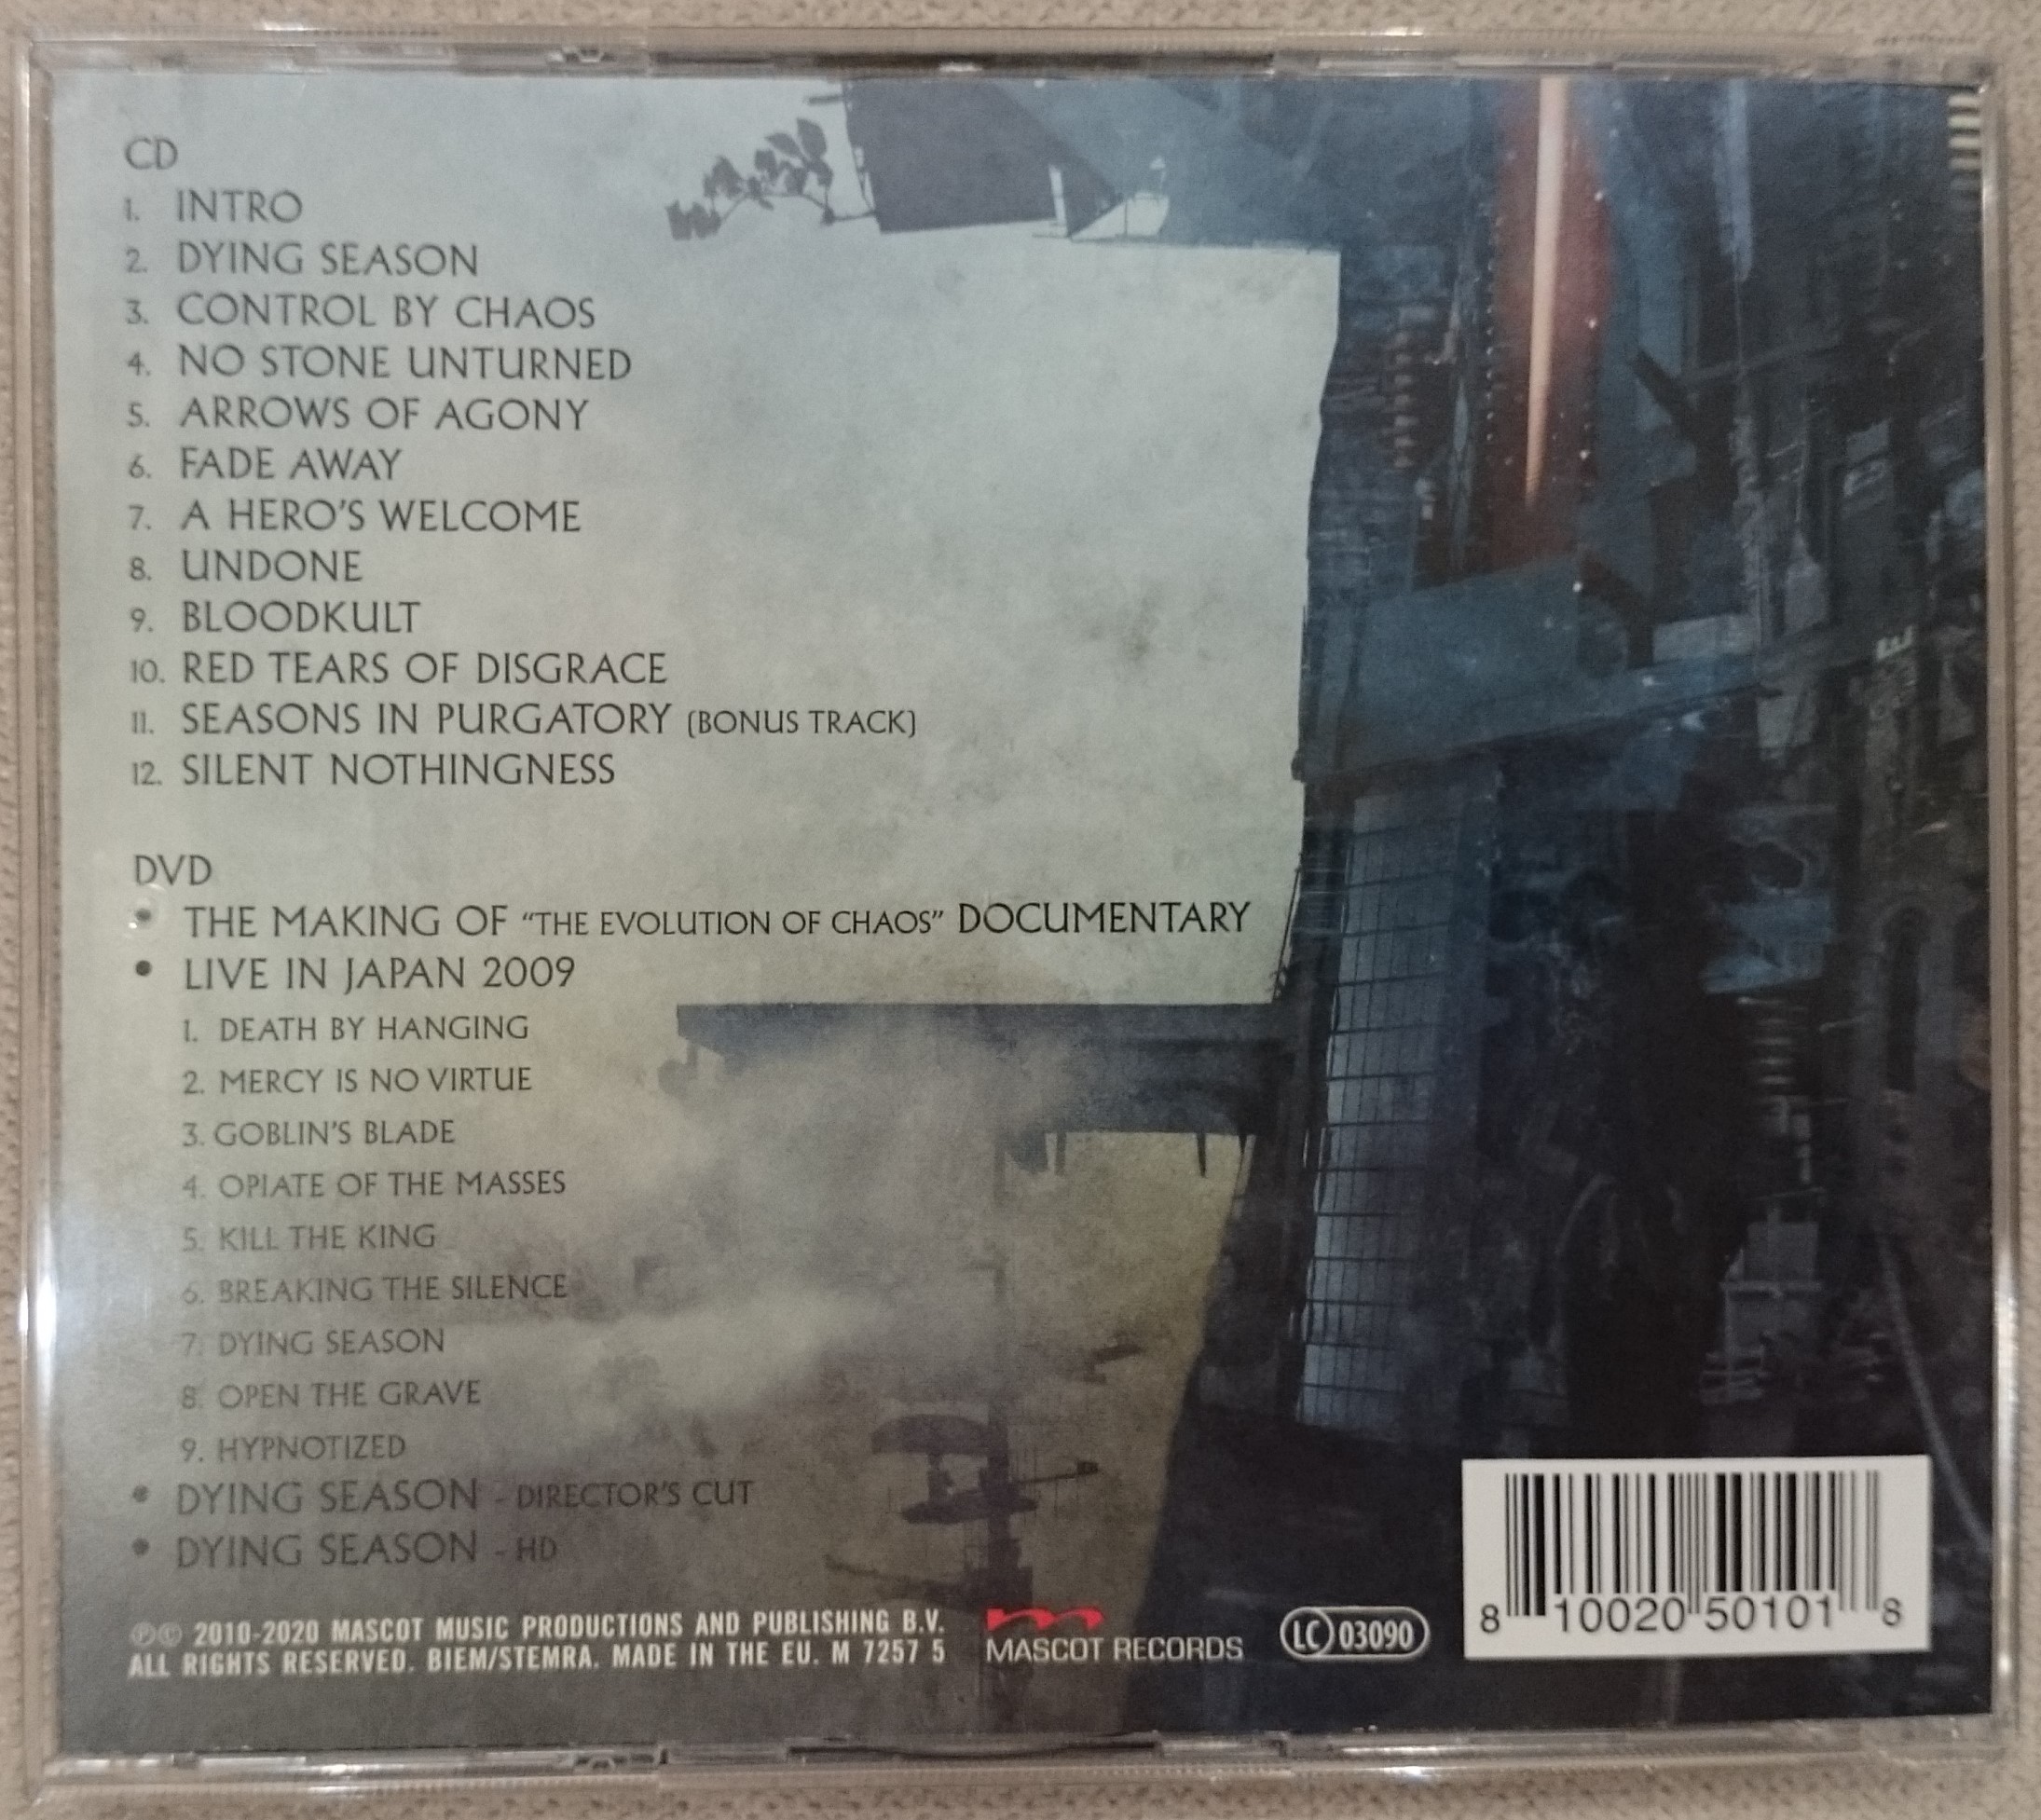 CD
1. INTRO
2. DYING SEASON
3. CONTROL BY CHAOS
4. NO STONE UNTURNED
5. ARROWS OF AGONY
6. FADE AWAY
7. A HERO'S WELCOME
8. UNDONE
9. BLOODKULT
10. RED TEARS OF DISGRACE
11. SEASONS IN PURGATORY (BONUS TRACK)
12. SILENT NOTHINGNESS
DVD
• THE MAKING OF “THE EVOLUTION OF CHAOS” DOCUMENTARY
• LIVE IN JAPAN 2009
1. DEATH BY HANGING
2. MERCY IS NO VIRTUE
3. GOBLIN'S BLADE
4. OPIATE OF THE MASSES
5. KILL THE KING
6. BREAKING THE SILENCE
7. DYING SEASON
8. OPEN THE GRAVE
9. HYPNOTIZED
• DYING SEASON - DIRECTOR'S CUT
• DYING SEASON - HD
℗© 2010-2020 MASCOT MUSIC PRODUCTIONS AND PUBLISHING B.V.
ALL RIGHTS RESERVED. BIEM/STEMRA. MADE IN THE EU. M 7257 5
MASCOT RECORDS
LC 03090
8 10020 50101 8